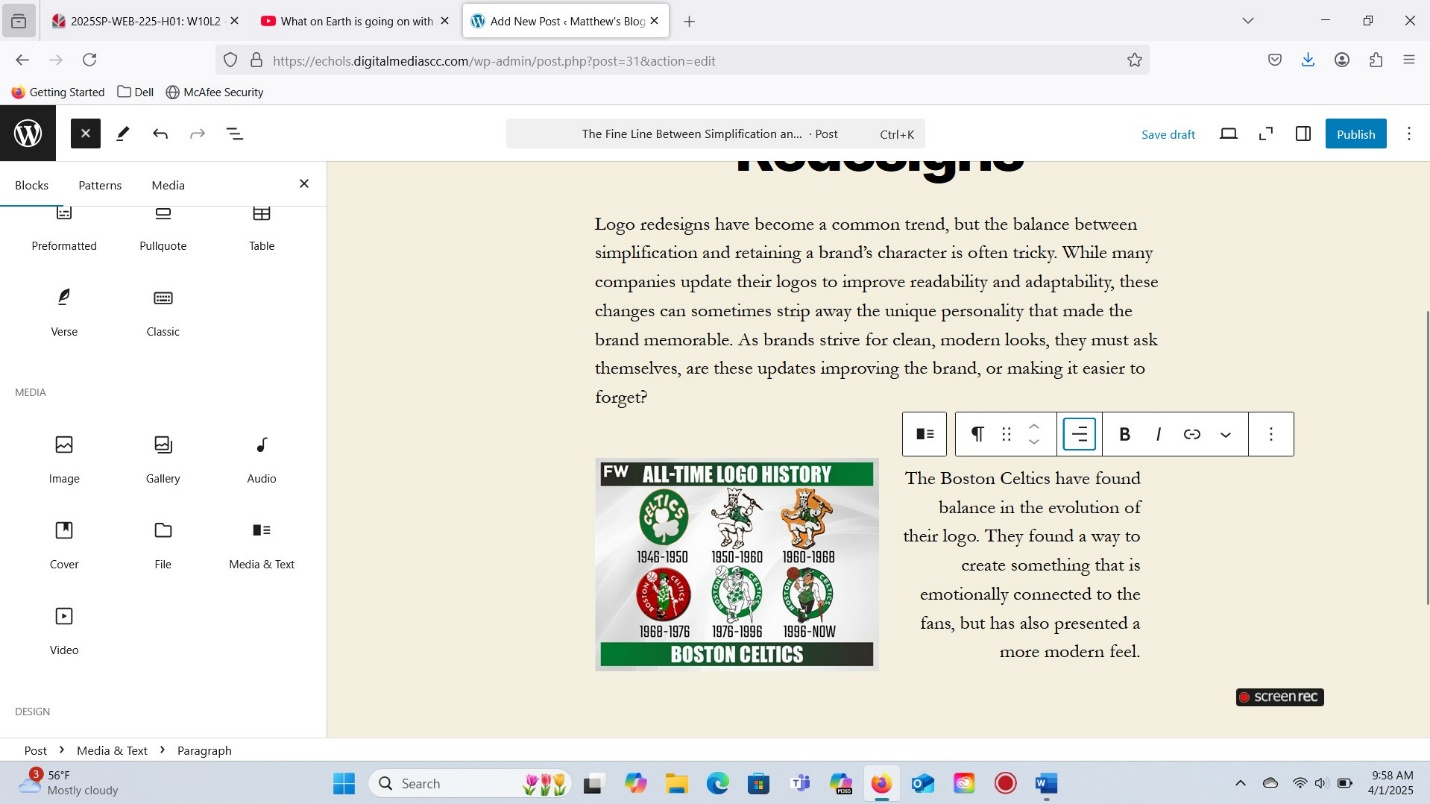 2025SP-WEB-225-H01: W10L2
What on Earth is going on with
Add New Post ‹ Matthew's Blog
https://echols.digitalmediascc.com/wp-admin/post.php?post=31&action=edit
Getting Started
Dell
McAfee Security
The Fine Line Between Simplification an... · Post
Ctrl+K
Save draft
Publish
Blocks
Patterns
Media
Preformatted
Pullquote
Table
Verse
Classic
MEDIA
Image
Gallery
Audio
Cover
File
Media & Text
Video
DESIGN
Redesigns
Logo redesigns have become a common trend, but the balance between
simplification and retaining a brand’s character is often tricky. While many
companies update their logos to improve readability and adaptability, these
changes can sometimes strip away the unique personality that made the
brand memorable. As brands strive for clean, modern looks, they must ask
themselves, are these updates improving the brand, or making it easier to
forget?
B
I
FW ALL-TIME LOGO HISTORY
CELTICS
1946-1950
1950-1960
1960-1968
BOSTON CELTICS
BOSTON CELTICS
BOSTON CELTICS
1968-1976
1976-1996
1996-NOW
BOSTON CELTICS
The Boston Celtics have found
balance in the evolution of
their logo. They found a way to
create something that is
emotionally connected to the
fans, but has also presented a
more modern feel.
screenrec
Post > Media & Text > Paragraph
3
56°F
Mostly cloudy
Search
M365
9:58 AM
4/1/2025